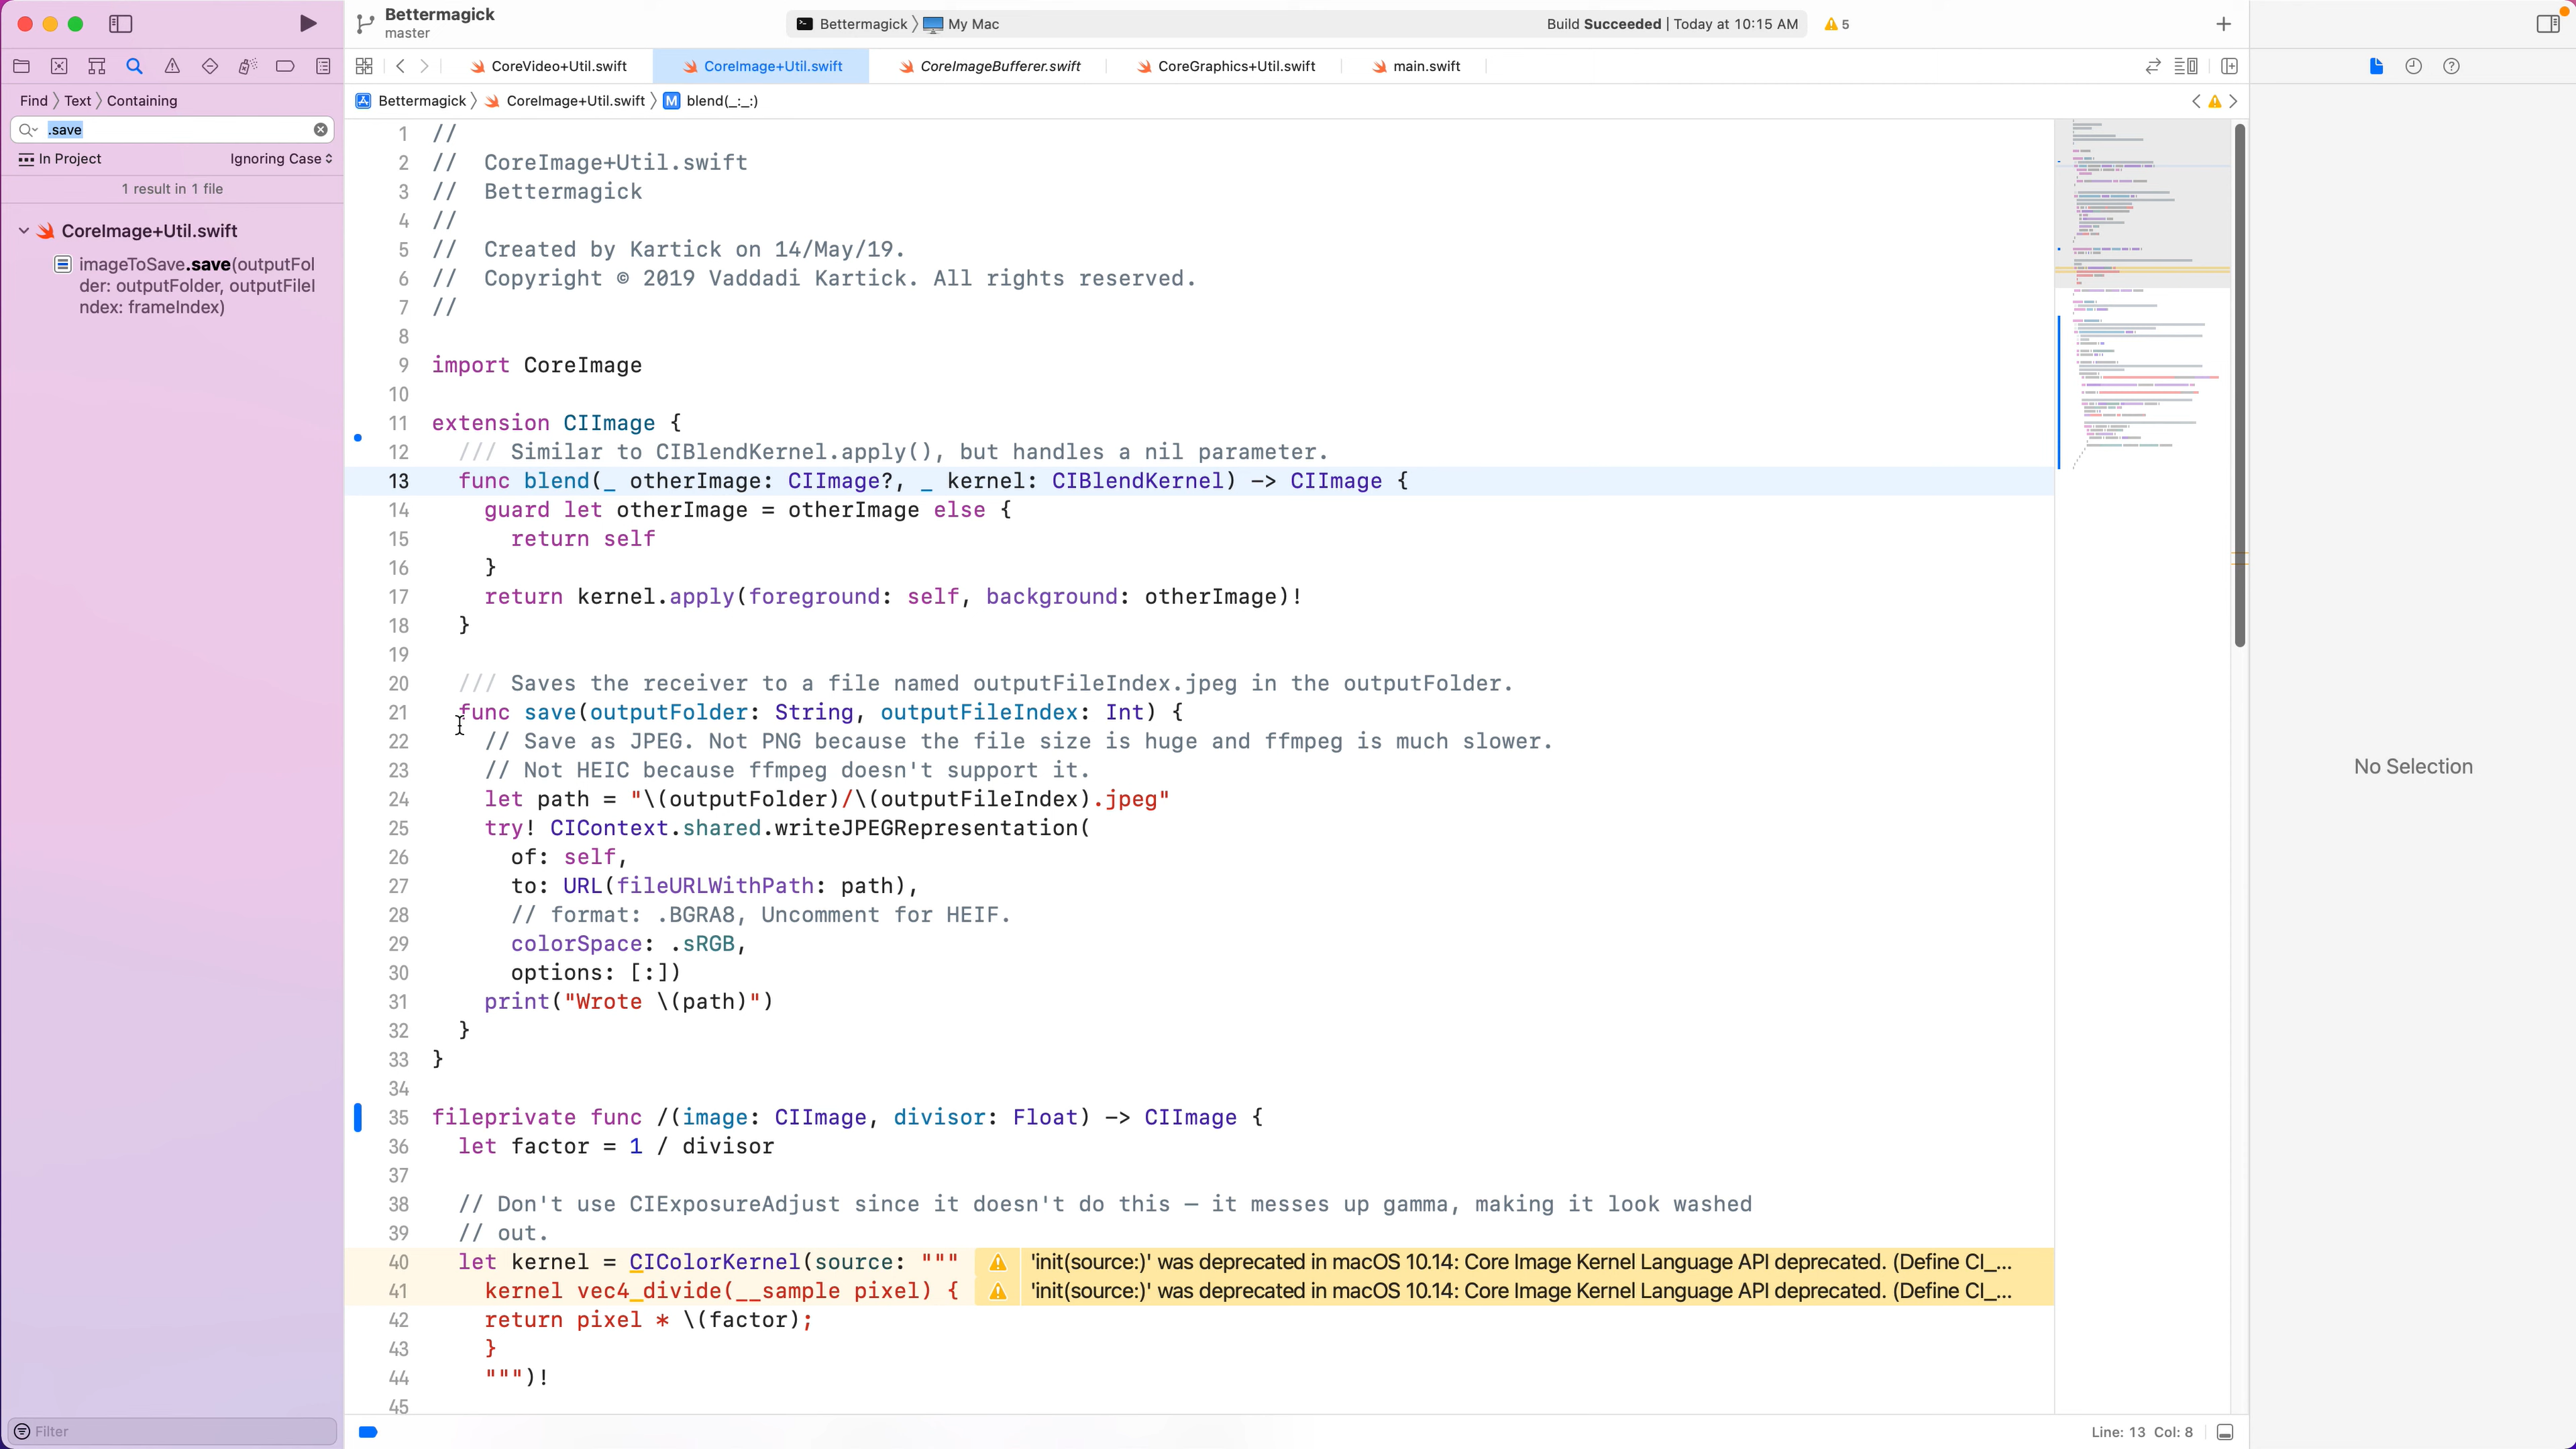 Bettermagick
master
Bettermagick
My Mac
Build Succeeded | Today at 10:15 AM
5
CoreVideo+Util.swift
CoreImage+Util.swift
CoreImageBufferer.swift
CoreGraphics+Util.swift
main.swift
Find
Text
Containing
Bettermagick
CoreImage+Util.swift
M
blend(_:_:)
.save
In Project
Ignoring Case
1 result in 1 file
CoreImage+Util.swift
imageToSave.save(outputFol
der: outputFolder, outputFileI
ndex: frameIndex)
1 //
2 //  CoreImage+Util.swift
3 //  Bettermagick
4 //
5 //  Created by Kartick on 14/May/19.
6 //  Copyright © 2019 Vaddadi Kartick. All rights reserved.
7 //
8
9 import CoreImage
10
11 extension CIImage {
12   /// Similar to CIBlendKernel.apply(), but handles a nil parameter.
13   func blend(_ otherImage: CIImage?, _ kernel: CIBlendKernel) -> CIImage {
14     guard let otherImage = otherImage else {
15       return self
16     }
17     return kernel.apply(foreground: self, background: otherImage)!
18   }
19
20   /// Saves the receiver to a file named outputFileIndex.jpeg in the outputFolder.
21   func save(outputFolder: String, outputFileIndex: Int) {
22     // Save as JPEG. Not PNG because the file size is huge and ffmpeg is much slower.
23     // Not HEIC because ffmpeg doesn't support it.
24     let path = "\(outputFolder)/\(outputFileIndex).jpeg"
25     try! CIContext.shared.writeJPEGRepresentation(
26       of: self,
27       to: URL(fileURLWithPath: path),
28       // format: .BGRA8, Uncomment for HEIF.
29       colorSpace: .sRGB,
30       options: [:])
31     print("Wrote \(path)")
32   }
33 }
34
35 fileprivate func /(image: CIImage, divisor: Float) -> CIImage {
36   let factor = 1 / divisor
37
38   // Don't use CIExposureAdjust since it doesn't do this — it messes up gamma, making it look washed
39   // out.
40   let kernel = CIColorKernel(source: """ 'init(source:)' was deprecated in macOS 10.14: Core Image Kernel Language API deprecated. (Define CI_...
41     kernel vec4_divide(__sample pixel) { 'init(source:)' was deprecated in macOS 10.14: Core Image Kernel Language API deprecated. (Define CI_...
42     return pixel * \(factor);
43     }
44     """)!
45
No Selection
Filter
Line: 13 Col: 8